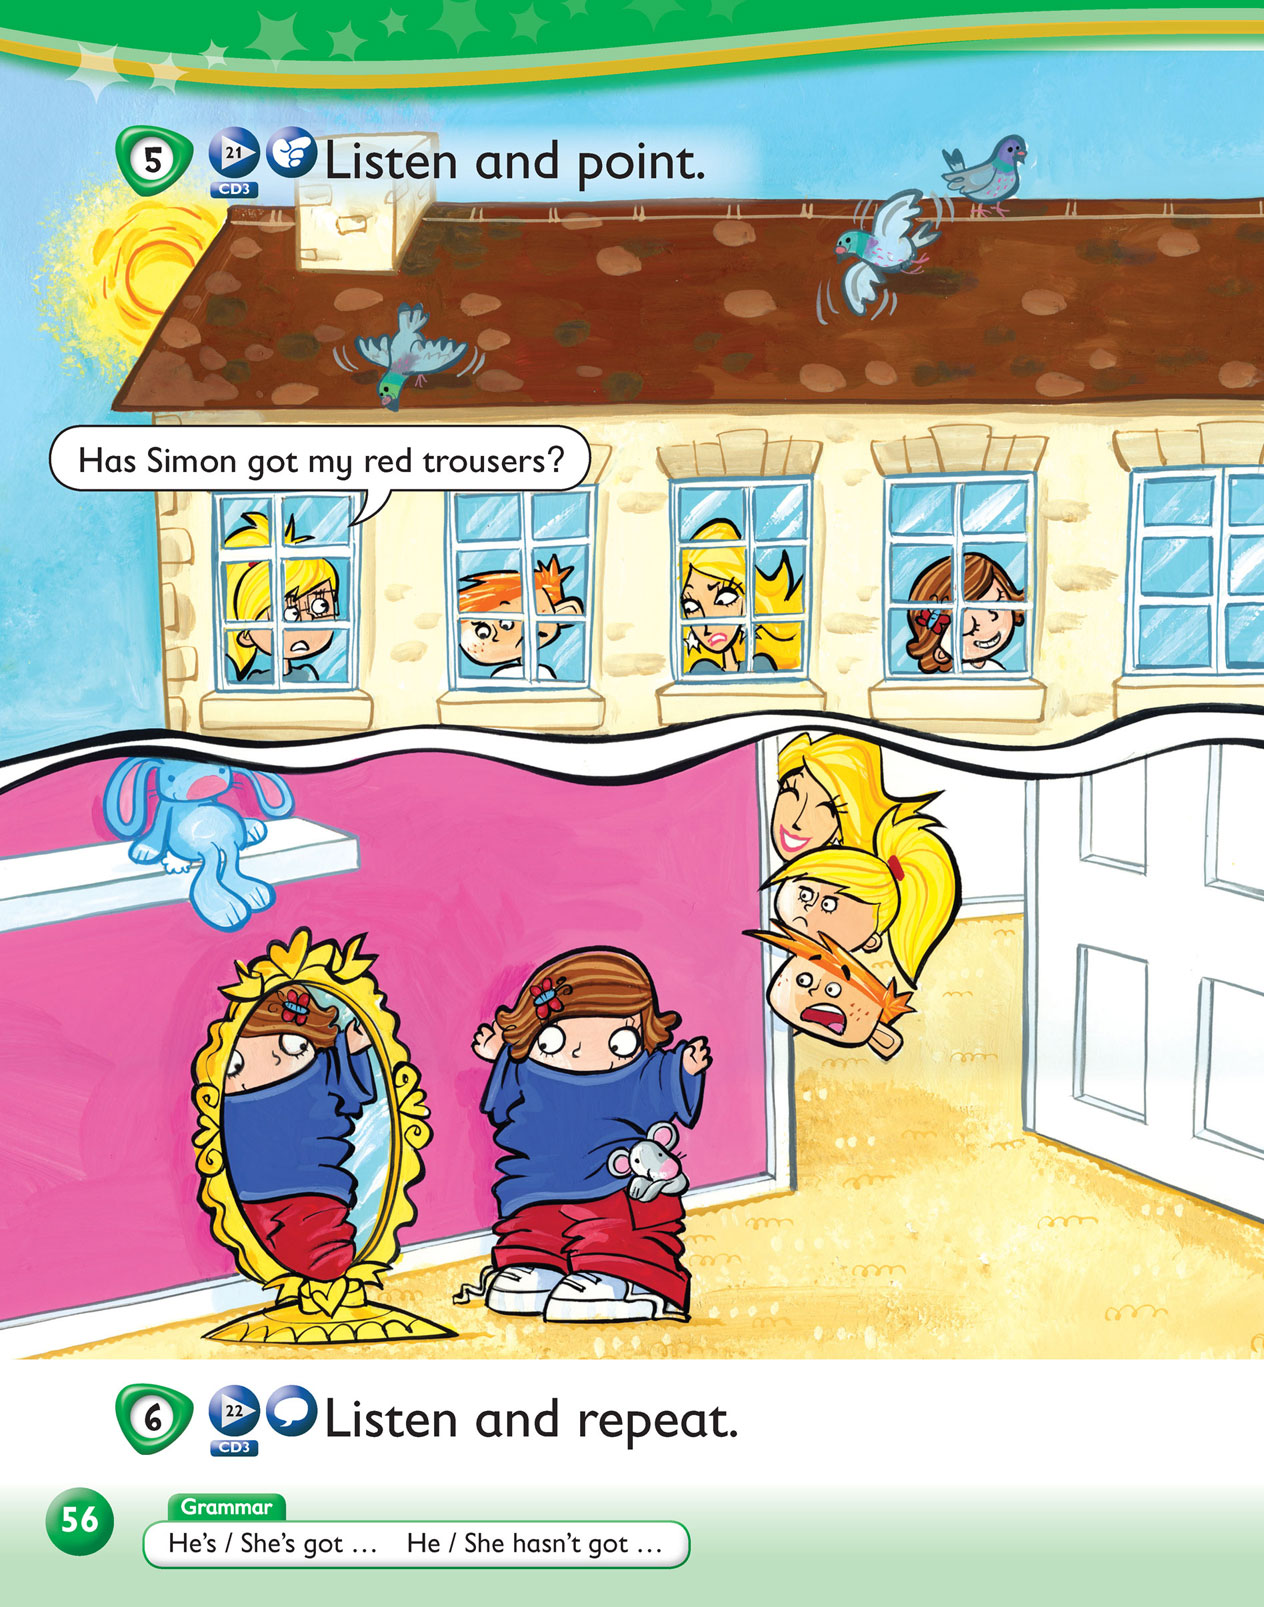 5 21 CD3 Listen and point.
Has Simon got my red trousers?
6 22 CD3 Listen and repeat.
56
Grammar
He's / She's got ... He / She hasn't got ...